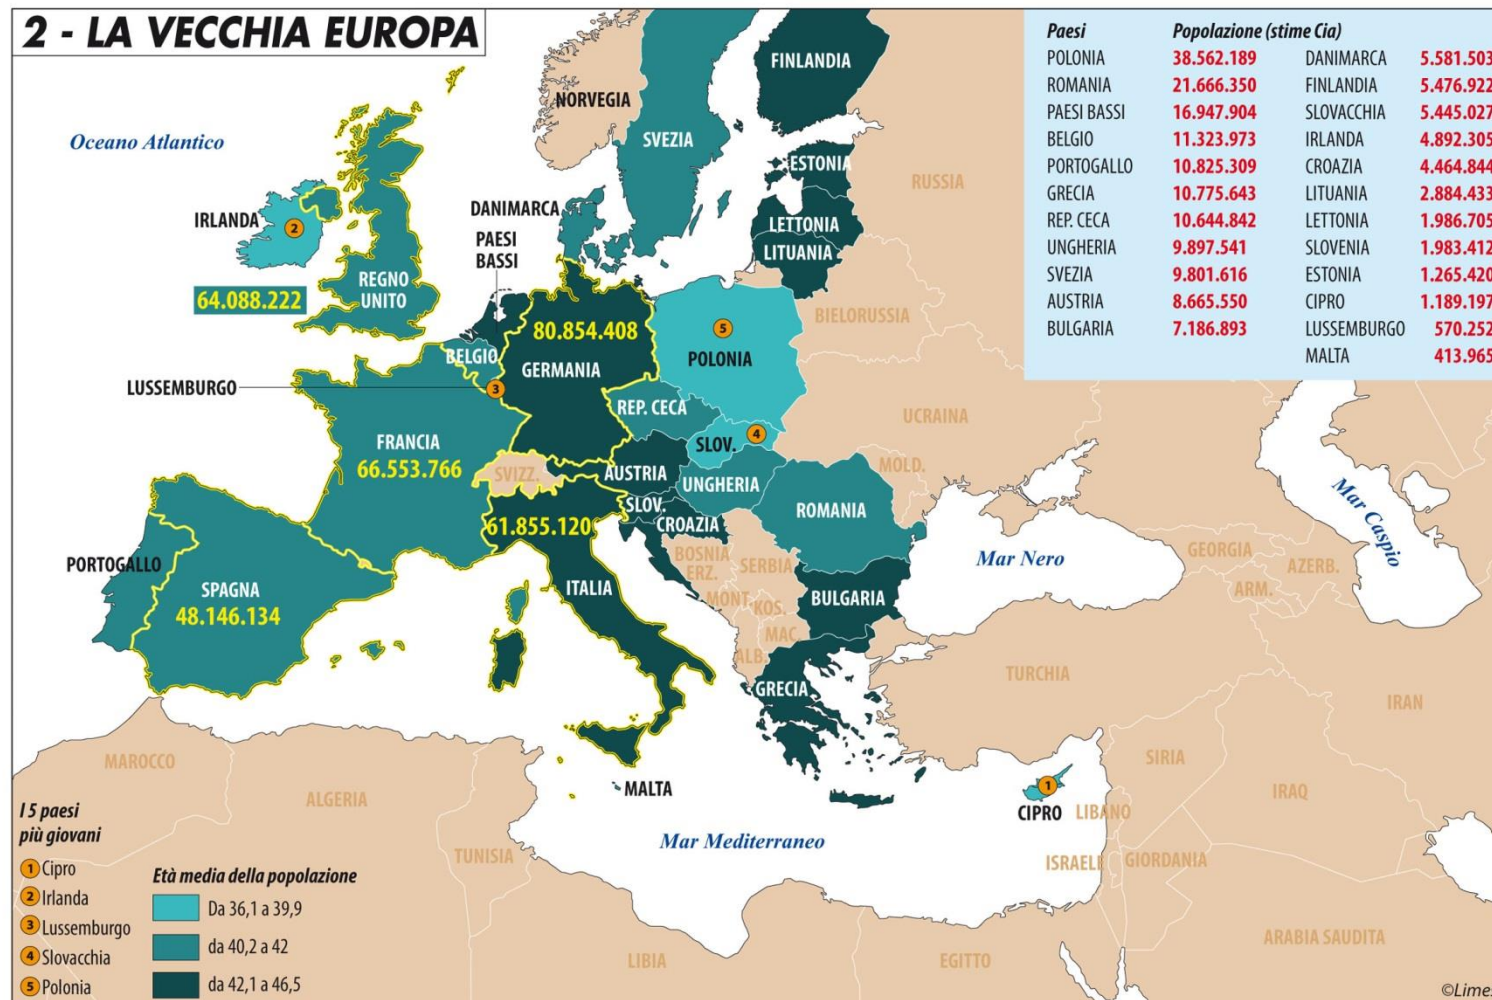 2 - LA VECCHIA EUROPA
Paesi Popolazione (stime Cia)
POLONIA 38.562.189 DANIMARCA 5.581.503
ROMANIA 21.666.350 FINLANDIA 5.476.922
PAESI BASSI 16.947.904 SLOVACCHIA 5.445.027
BELGIO 11.323.973 IRLANDA 4.892.305
PORTOGALLO 10.825.309 CROAZIA 4.464.844
GRECIA 10.775.643 LITUANIA 2.884.433
REP. CECA 10.644.842 LETTONIA 1.986.705
UNGHERIA 9.897.541 SLOVENIA 1.983.412
SVEZIA 9.801.616 ESTONIA 1.265.420
AUSTRIA 8.665.550 CIPRO 1.189.197
BULGARIA 7.186.893 LUSSEMBURGO 570.252
MALTA 413.965
FINLANDIA
NORVEGIA
Oceano Atlantico
SVEZIA
ESTONIA
RUSSIA
DANIMARCA
IRLANDA
2
LETTONIA
PAESI
BASSI
LITUANIA
REGNO
UNITO
64.088.222
80.854.408
5
BIELORUSSIA
BELGIO
GERMANIA
POLONIA
LUSSEMBURGO
3
REP. CECA
UCRAINA
FRANCIA
66.553.766
SLOV.
4
SVIZZ.
AUSTRIA
UNGHERIA
MOLD.
SLOV.
ROMANIA
61.855.120
CROAZIA
Mar Caspio
BOSNIA
ERZ.
SERBIA
Mar Nero
GEORGIA
AZERB.
ARM.
PORTOGALLO
SPAGNA
48.146.134
ITALIA
MONT.
KOS.
BULGARIA
MAC.
ALB.
TURCHIA
GRECIA
IRAN
MAROCCO
ALGERIA
MALTA
1
CIPRO
SIRIA
LIBANO
IRAQ
Mar Mediterraneo
TUNISIA
ISRAELE
GIORDANIA
LIBIA
EGITTO
ARABIA SAUDITA
I 5 paesi
più giovani
1 Cipro
2 Irlanda
3 Lussemburgo
4 Slovacchia
5 Polonia
Età media della popolazione
Da 36,1 a 39,9
da 40,2 a 42
da 42,1 a 46,5
©Limes